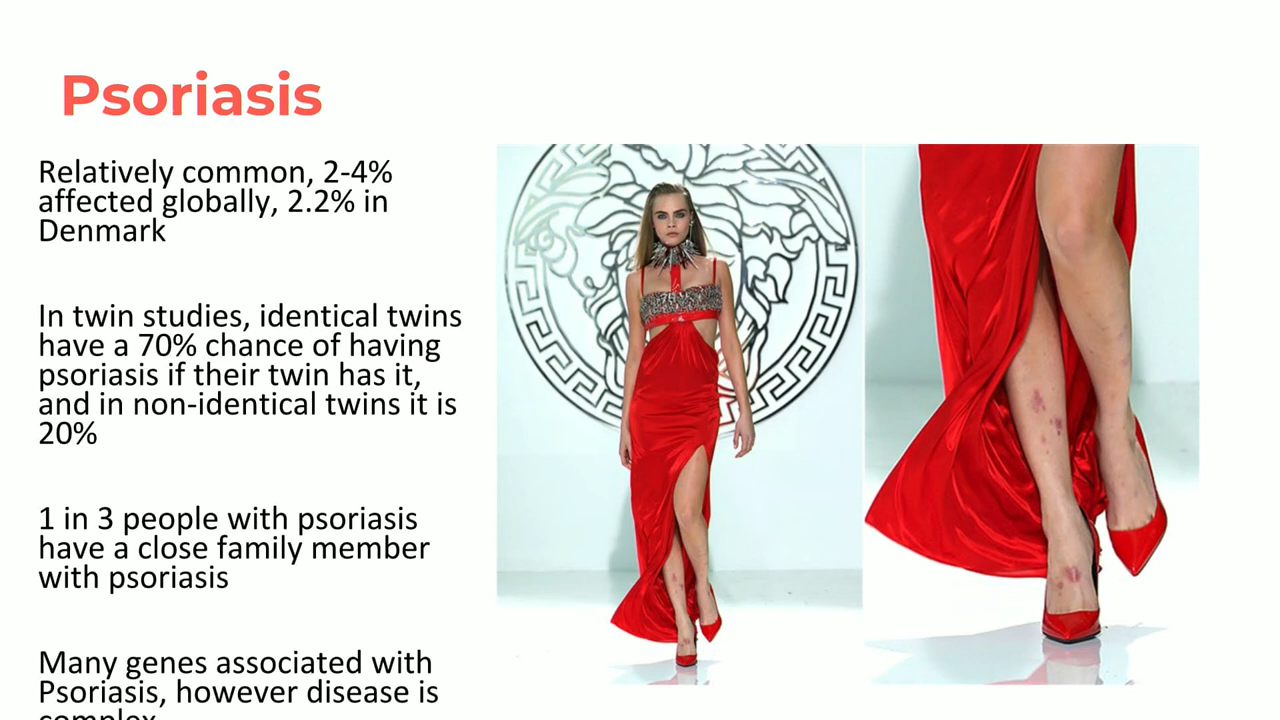 Psoriasis
Relatively common, 2-4%
affected globally, 2.2% in
Denmark
In twin studies, identical twins
have a 70% chance of having
psoriasis if their twin has it,
and in non-identical twins it is
20%
1 in 3 people with psoriasis
have a close family member
with psoriasis
Many genes associated with
Psoriasis, however disease is
complex